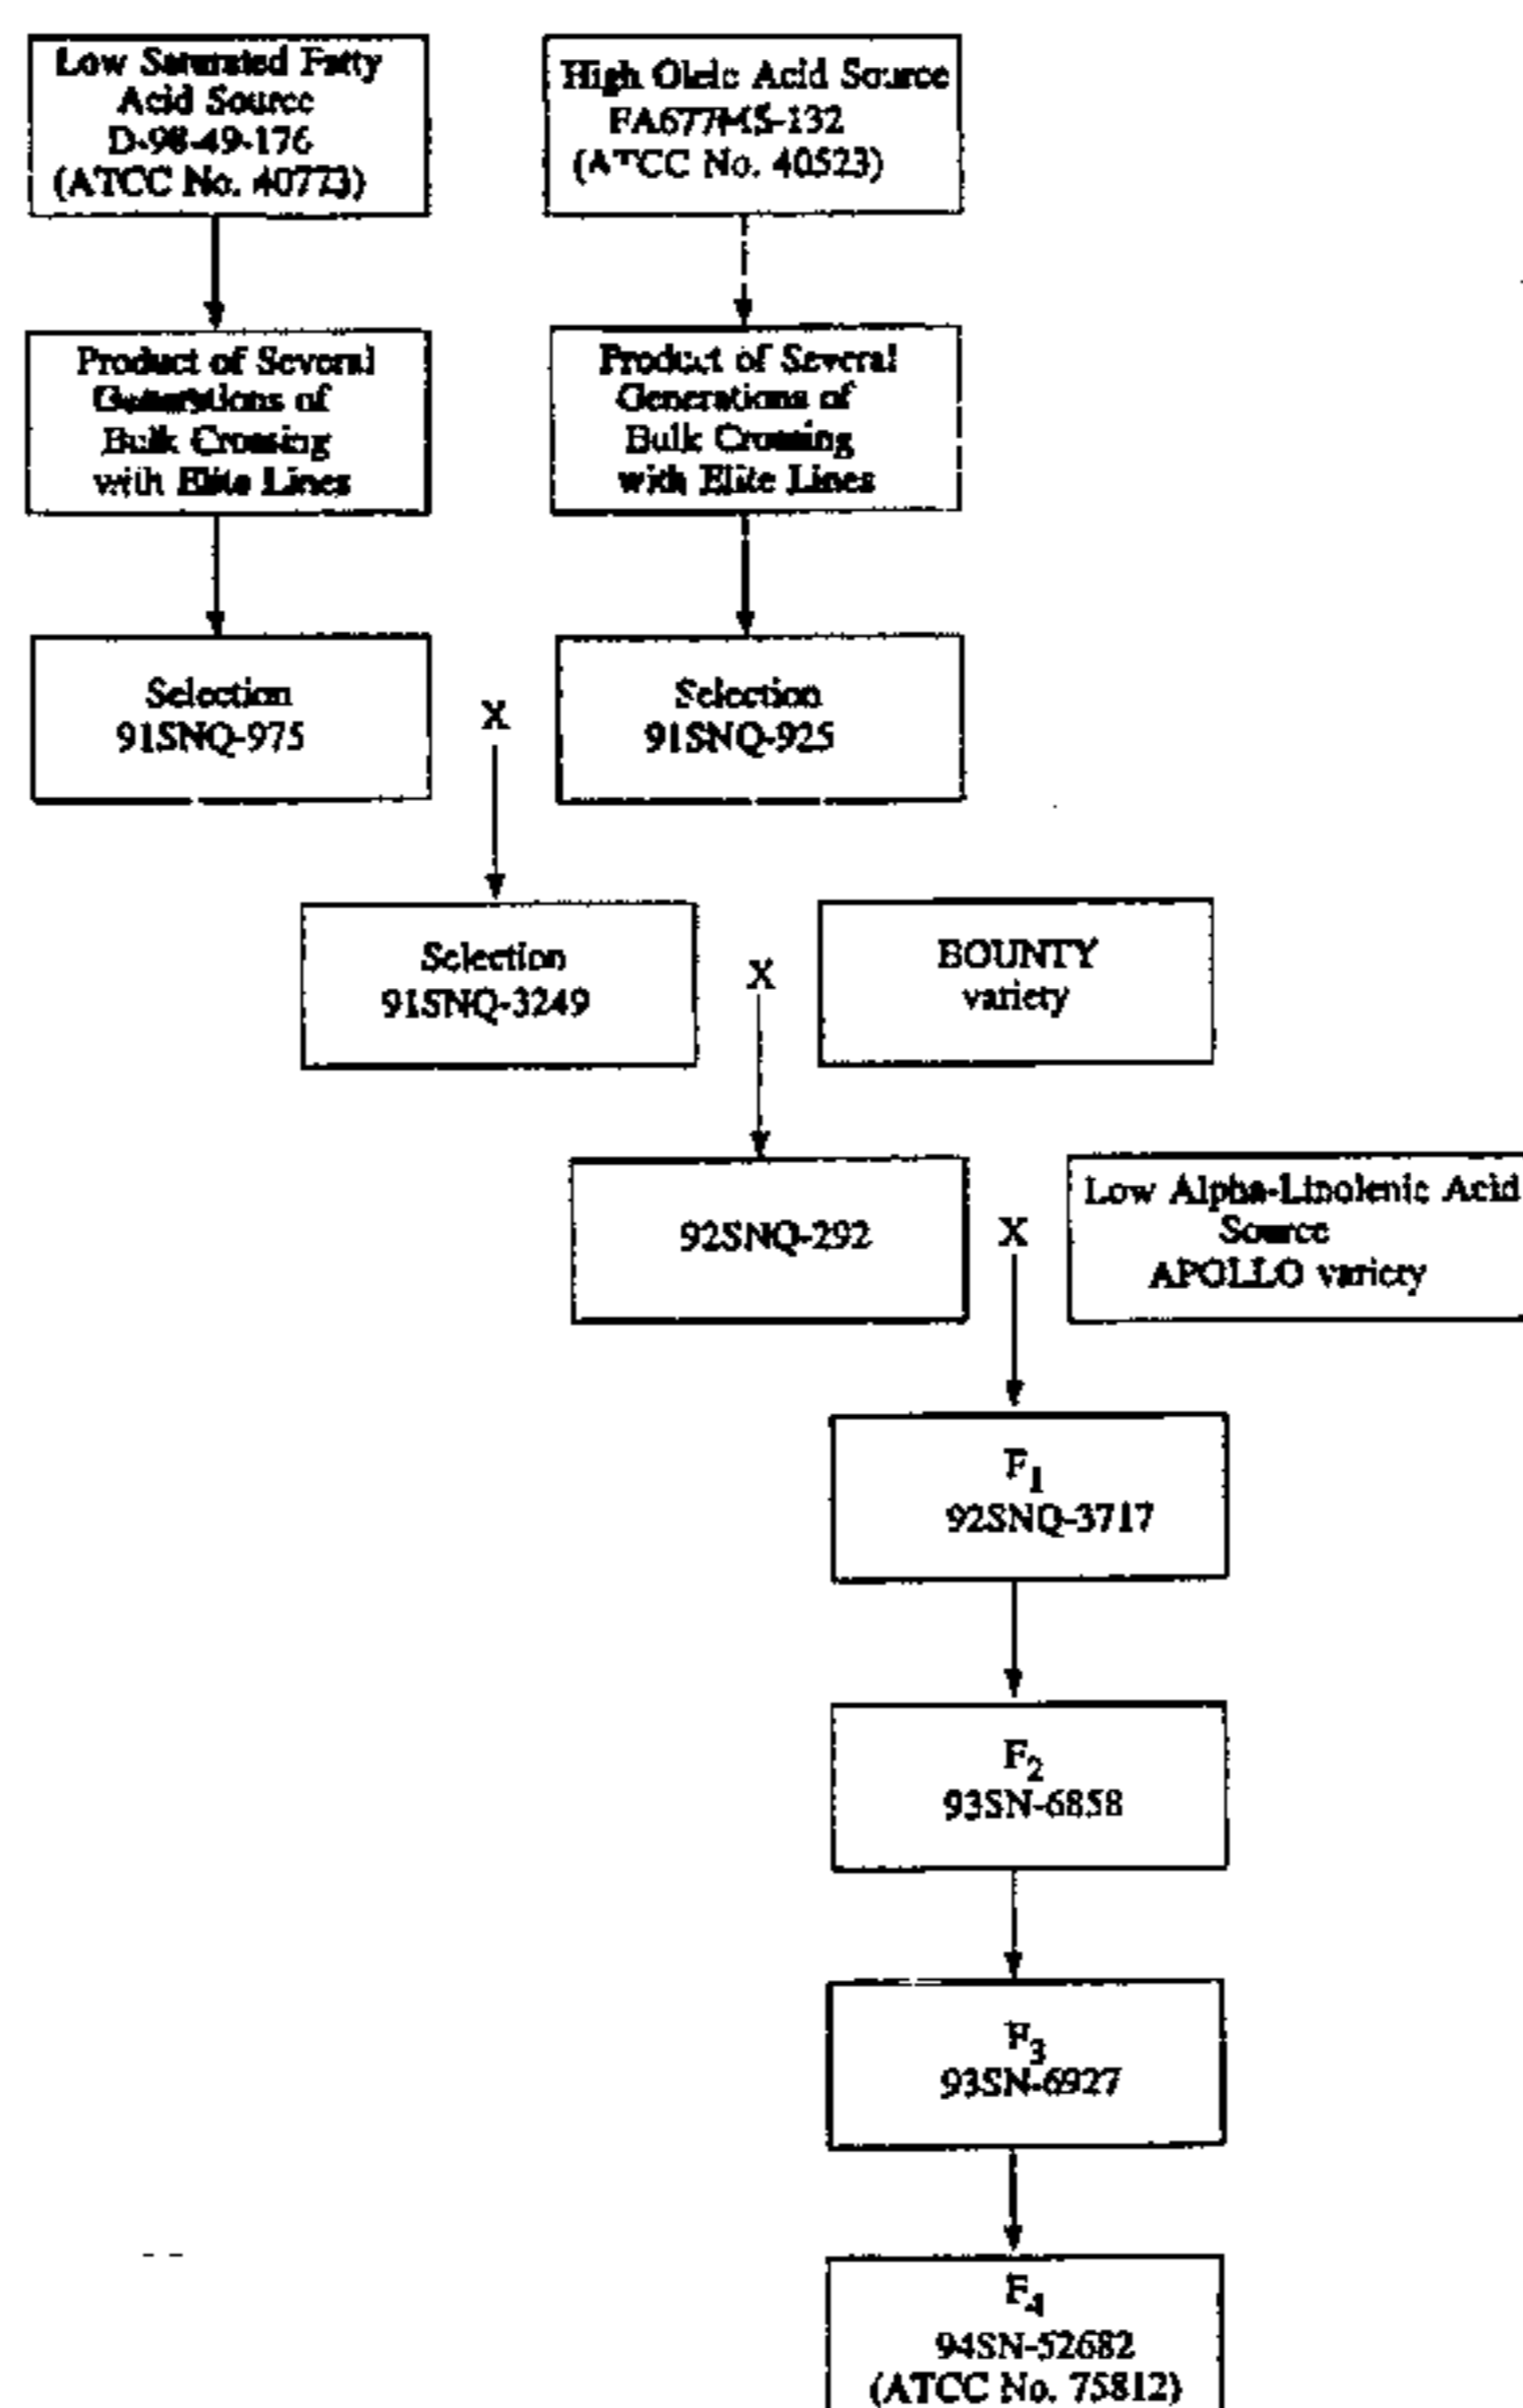 Low Saturated Fatty
Acid Source
D-98-49-176
(ATCC No. 40773)
High Oleic Acid Source
FA677M5-132
(ATCC No. 40523)
Product of Several
Generations of
Bulk Crossing
with Elite Lines
Product of Several
Generations of
Bulk Crossing
with Elite Lines
Selection
91SNQ-975
X
Selection
91SNQ-925
Selection
91SNQ-3249
X
BOUNTY
variety
92SNQ-292
X
Low Alpha-Linolenic Acid
Source
APOLLO variety
F1
92SNQ-3717
F2
93SN-6858
F3
93SN-6927
F4
94SN-52682
(ATCC No. 75812)